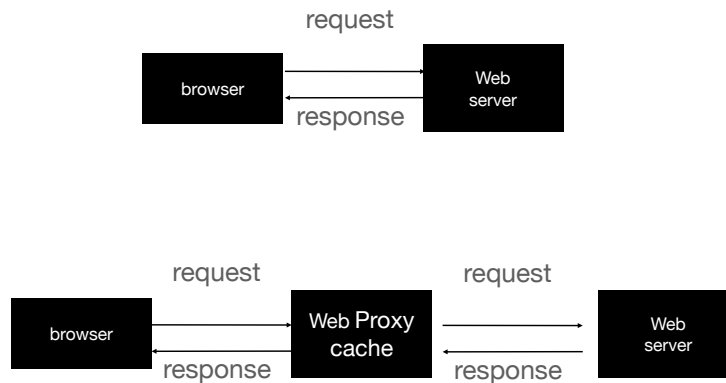 request
browser
Web
server
response
request
request
browser
Web Proxy
cache
Web
server
response
response